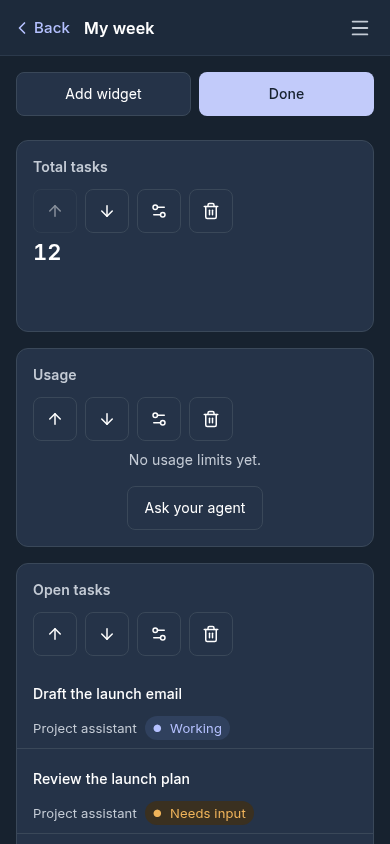 Back My week
Add widget Done
Total tasks
12
Usage
No usage limits yet.
Ask your agent
Open tasks
Draft the launch email
Project assistant Working
Review the launch plan
Project assistant Needs input